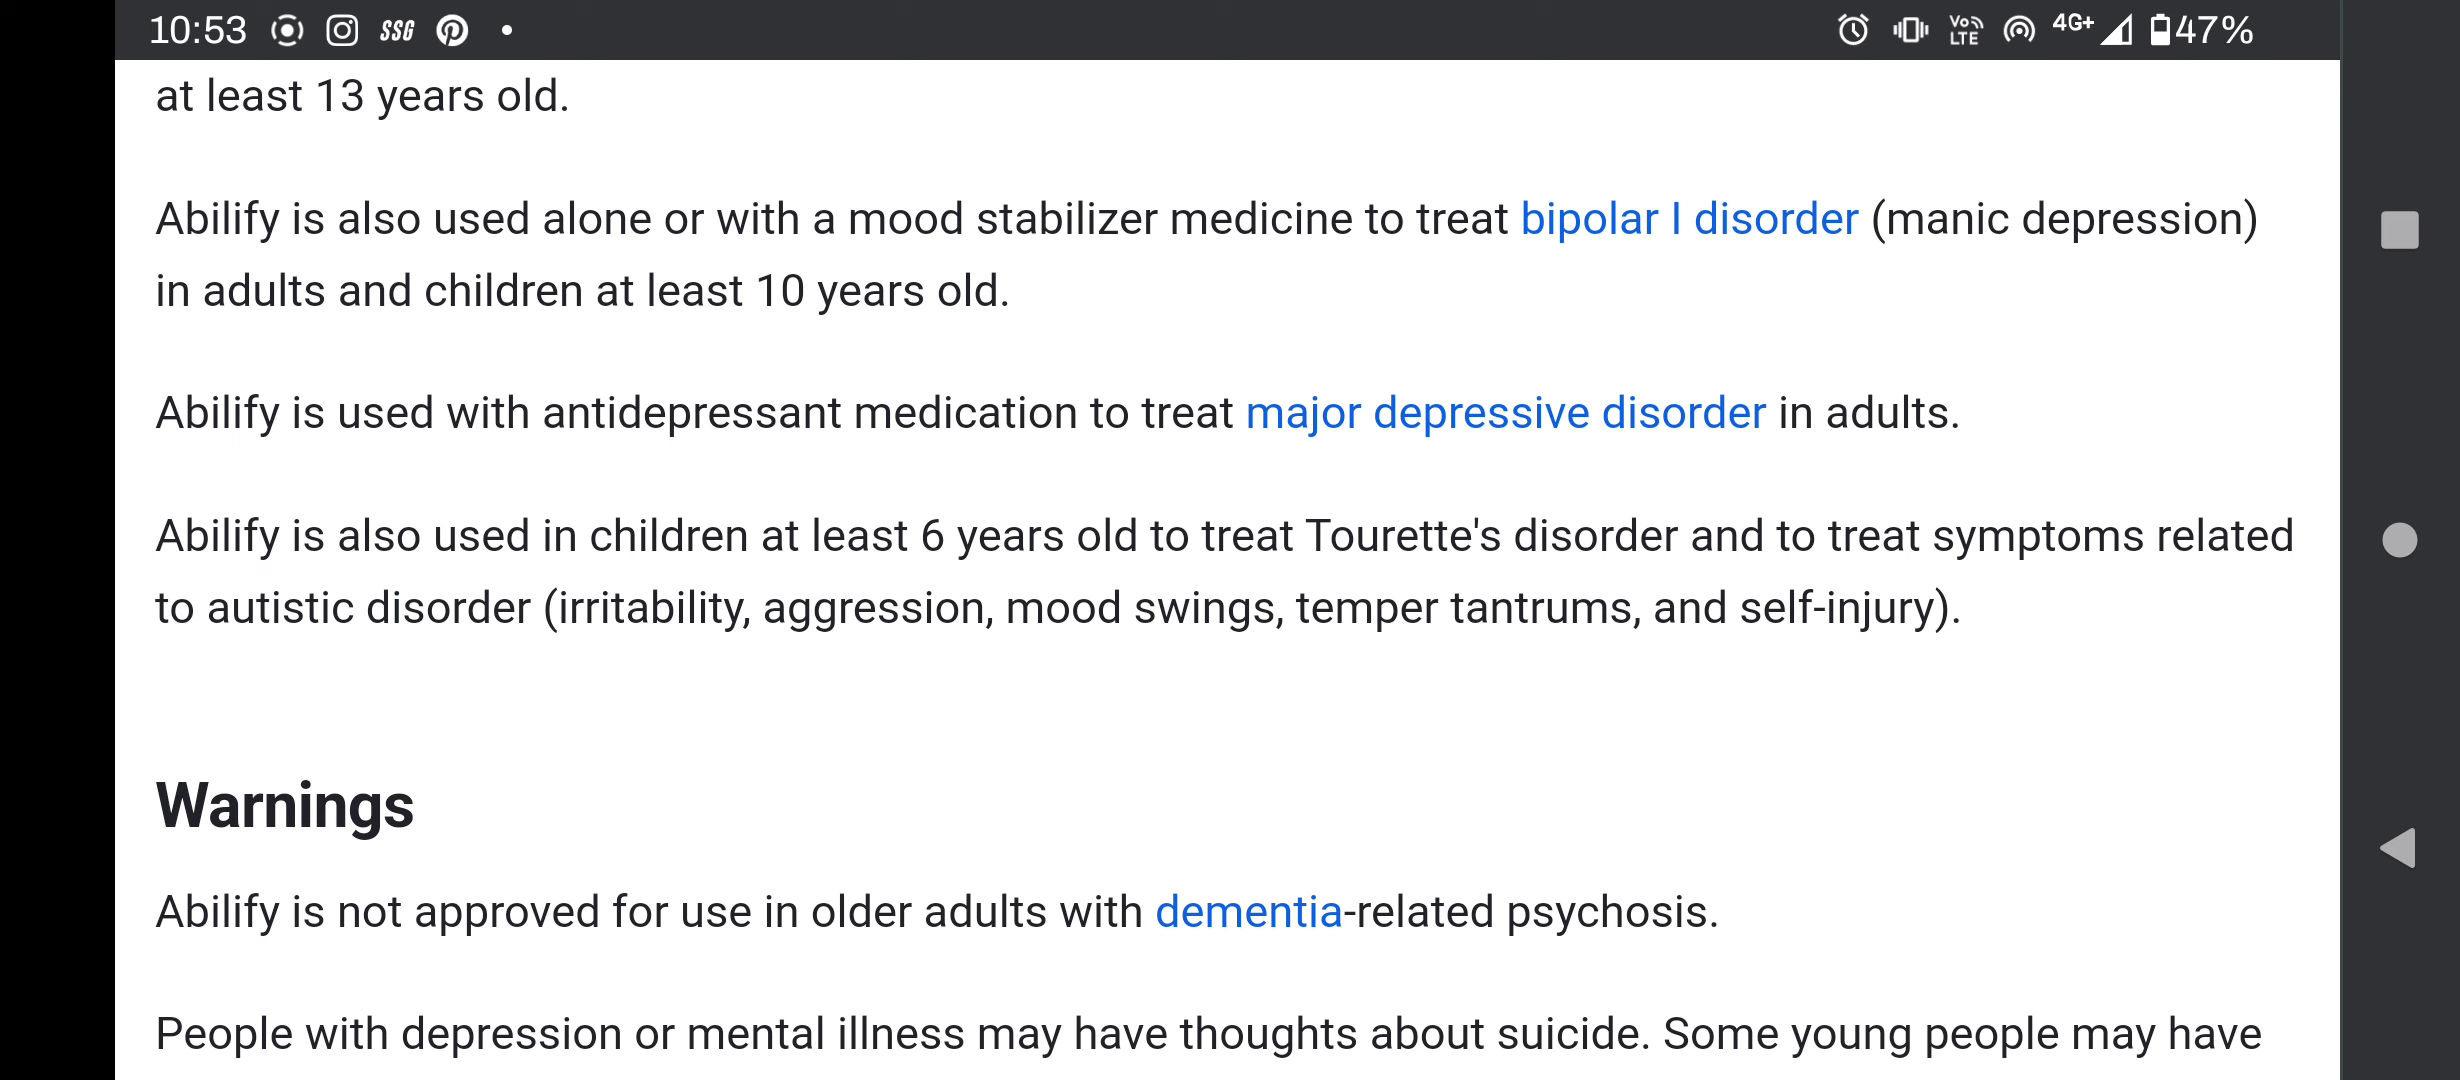 10:53 SSG VoLTE 4G+ 47%
at least 13 years old.
Abilify is also used alone or with a mood stabilizer medicine to treat bipolar I disorder (manic depression)
in adults and children at least 10 years old.
Abilify is used with antidepressant medication to treat major depressive disorder in adults.
Abilify is also used in children at least 6 years old to treat Tourette's disorder and to treat symptoms related
to autistic disorder (irritability, aggression, mood swings, temper tantrums, and self-injury).
Warnings
Abilify is not approved for use in older adults with dementia-related psychosis.
People with depression or mental illness may have thoughts about suicide. Some young people may have